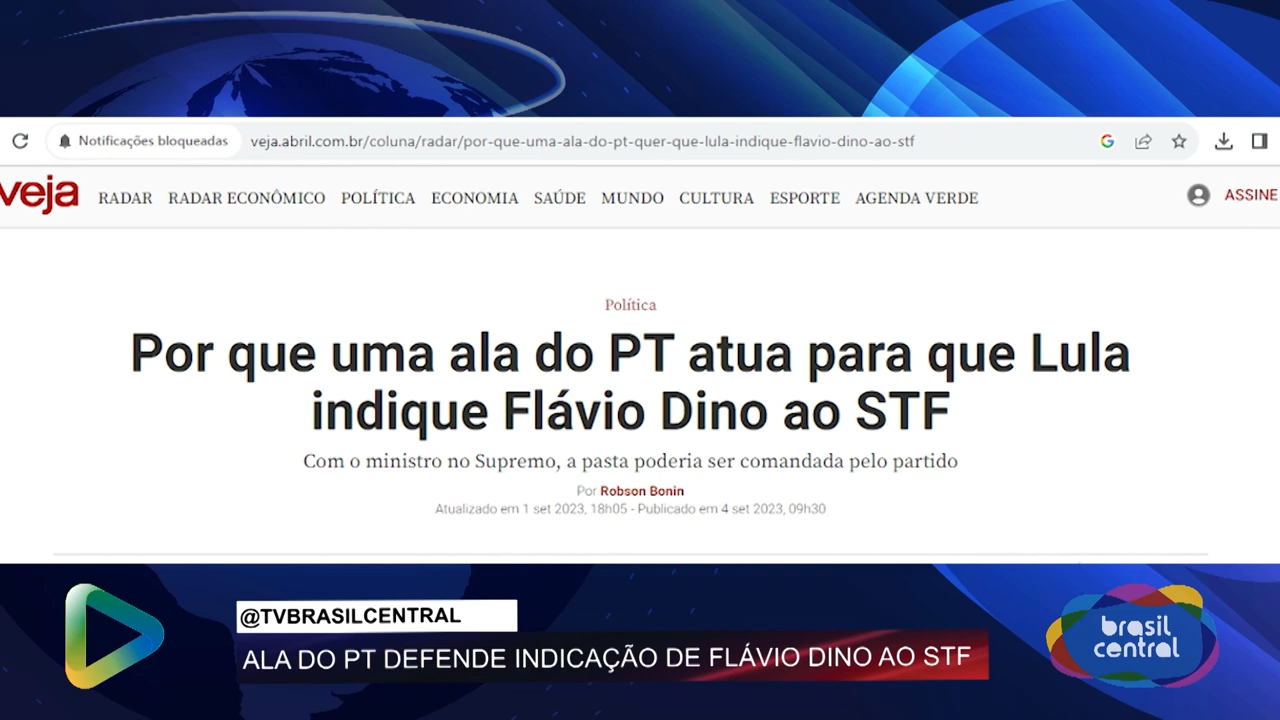 Notificações bloqueadas veja.abril.com.br/coluna/radar/por-que-uma-ala-do-pt-quer-que-lula-indique-flavio-dino-ao-stf
veja RADAR RADAR ECONÔMICO POLÍTICA ECONOMIA SAÚDE MUNDO CULTURA ESPORTE AGENDA VERDE ASSINE
Política
Por que uma ala do PT atua para que Lula
indique Flávio Dino ao STF
Com o ministro no Supremo, a pasta poderia ser comandada pelo partido
Por Robson Bonin
Atualizado em 1 set 2023, 18h05 - Publicado em 4 set 2023, 09h30
@TVBRASILCENTRAL
ALA DO PT DEFENDE INDICAÇÃO DE FLÁVIO DINO AO STF
brasil
central